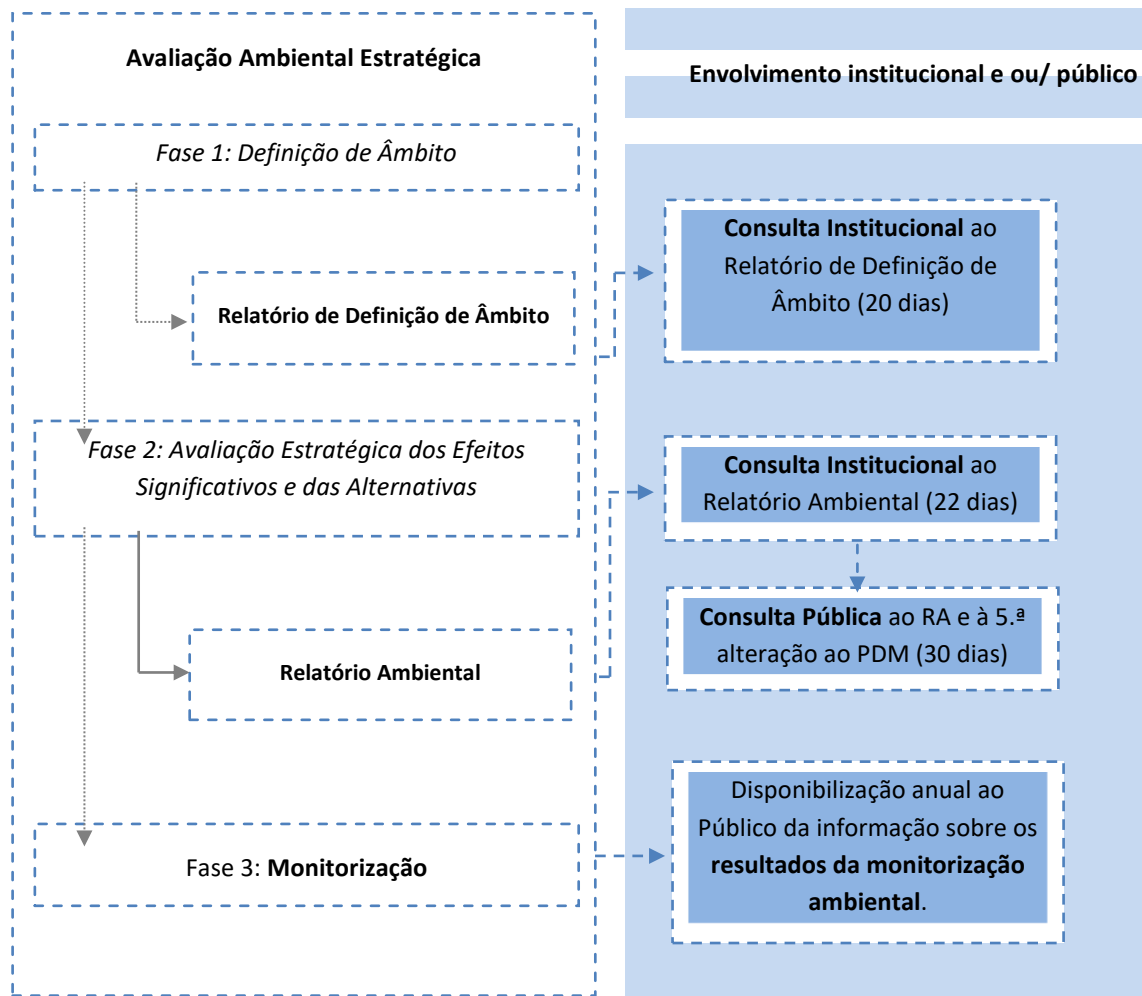 Avaliação Ambiental Estratégica
Envolvimento institucional e ou/ público
Fase 1: Definição de Âmbito
Relatório de Definição de Âmbito
Consulta Institucional ao
Relatório de Definição de
Âmbito (20 dias)
Fase 2: Avaliação Estratégica dos Efeitos
Significativos e das Alternativas
Consulta Institucional ao
Relatório Ambiental (22 dias)
Relatório Ambiental
Consulta Pública ao RA e à 5.ª
alteração ao PDM (30 dias)
Fase 3: Monitorização
Disponibilização anual ao
Público da informação sobre os
resultados da monitorização
ambiental.